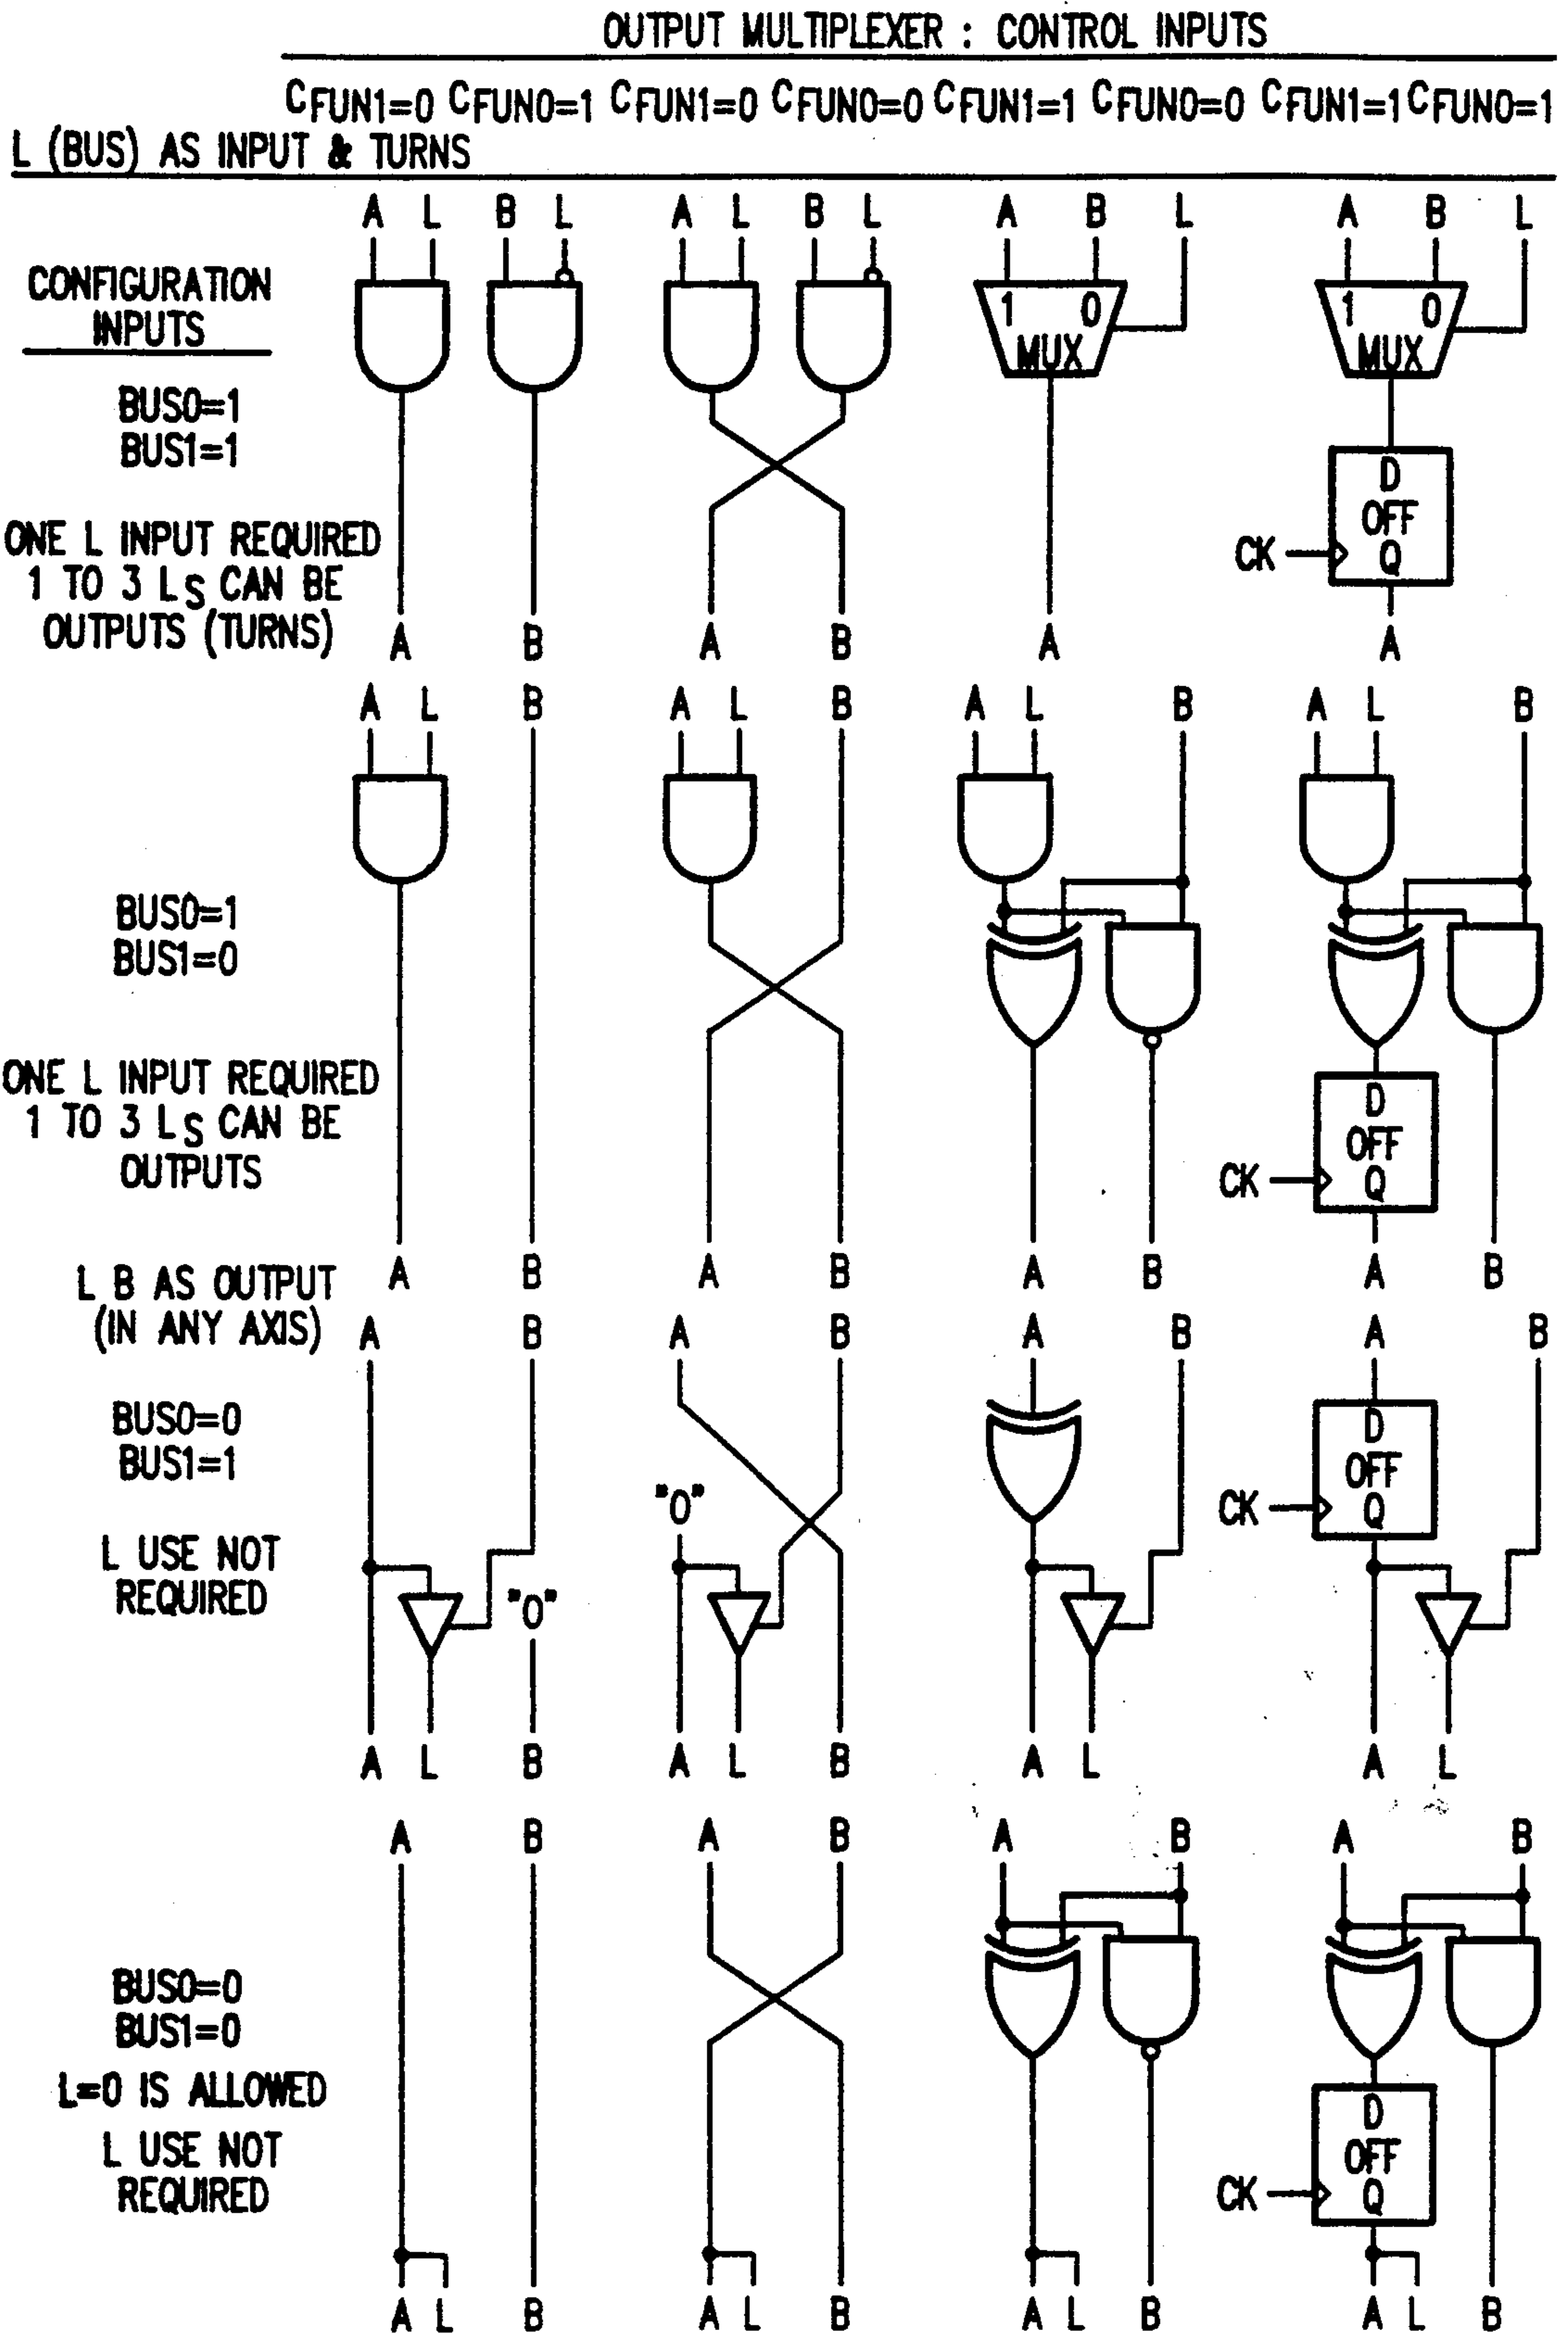 OUTPUT MULTIPLEXER : CONTROL INPUTS
CFUN1=0 CFUN0=1 CFUN1=0 CFUN0=0 CFUN1=1 CFUN0=0 CFUN1=1 CFUN0=1
L (BUS) AS INPUT & TURNS
A L B L A L B L A B L A B L
CONFIGURATION
INPUTS
1 0 1 0
MUX MUX
BUS0=1
BUS1=1
D
OFF
CK Q
ONE L INPUT REQUIRED
1 TO 3 LS CAN BE
OUTPUTS (TURNS)
A B A B A A
A L B A L B A L B A L B
BUS0=1
BUS1=0
ONE L INPUT REQUIRED
1 TO 3 LS CAN BE
OUTPUTS
D
OFF
CK Q
A B A B A B A B
L B AS OUTPUT
(IN ANY AXIS)
A B A B A B A B
BUS0=0
BUS1=1
D
OFF
CK Q
"0"
L USE NOT
REQUIRED
"0"
A L B A L B A L A L
A B A B A B A B
BUS0=0
BUS1=0
L=0 IS ALLOWED
L USE NOT
REQUIRED
D
OFF
CK Q
A L B A L B A L B A L B